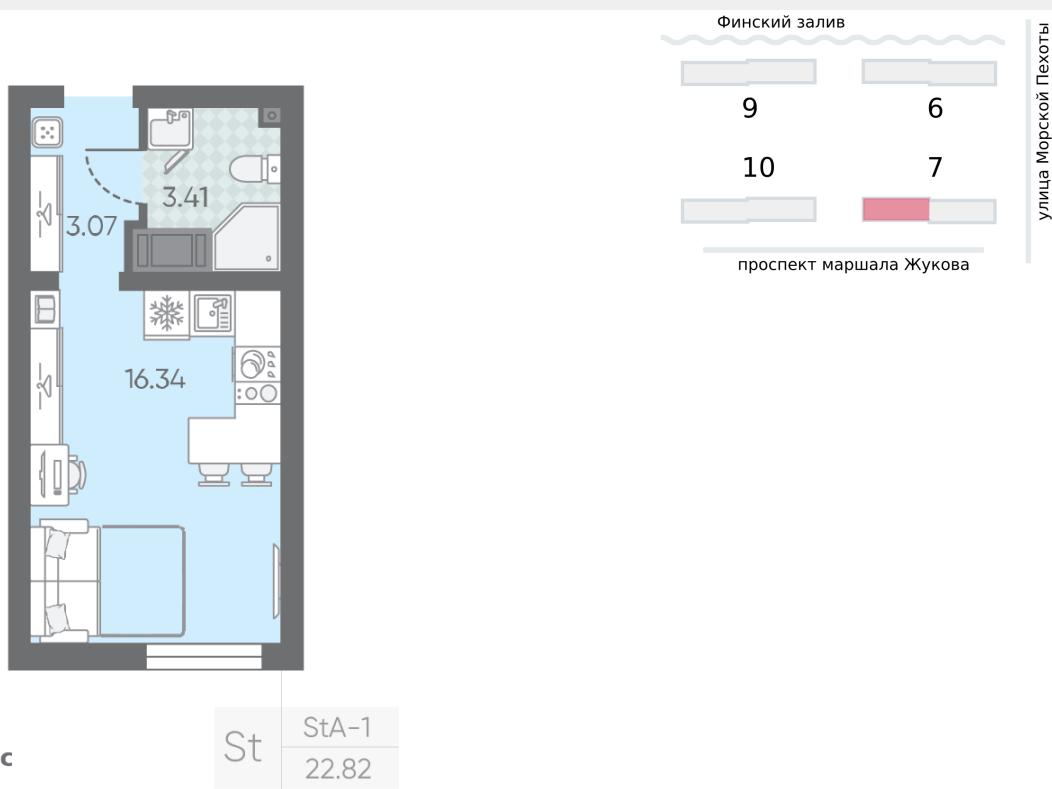 Финский залив
9
6
10
7
проспект маршала Жукова
улица Морской Пехоты
3.41
3.07
16.34
St
StA-1
22.82
с